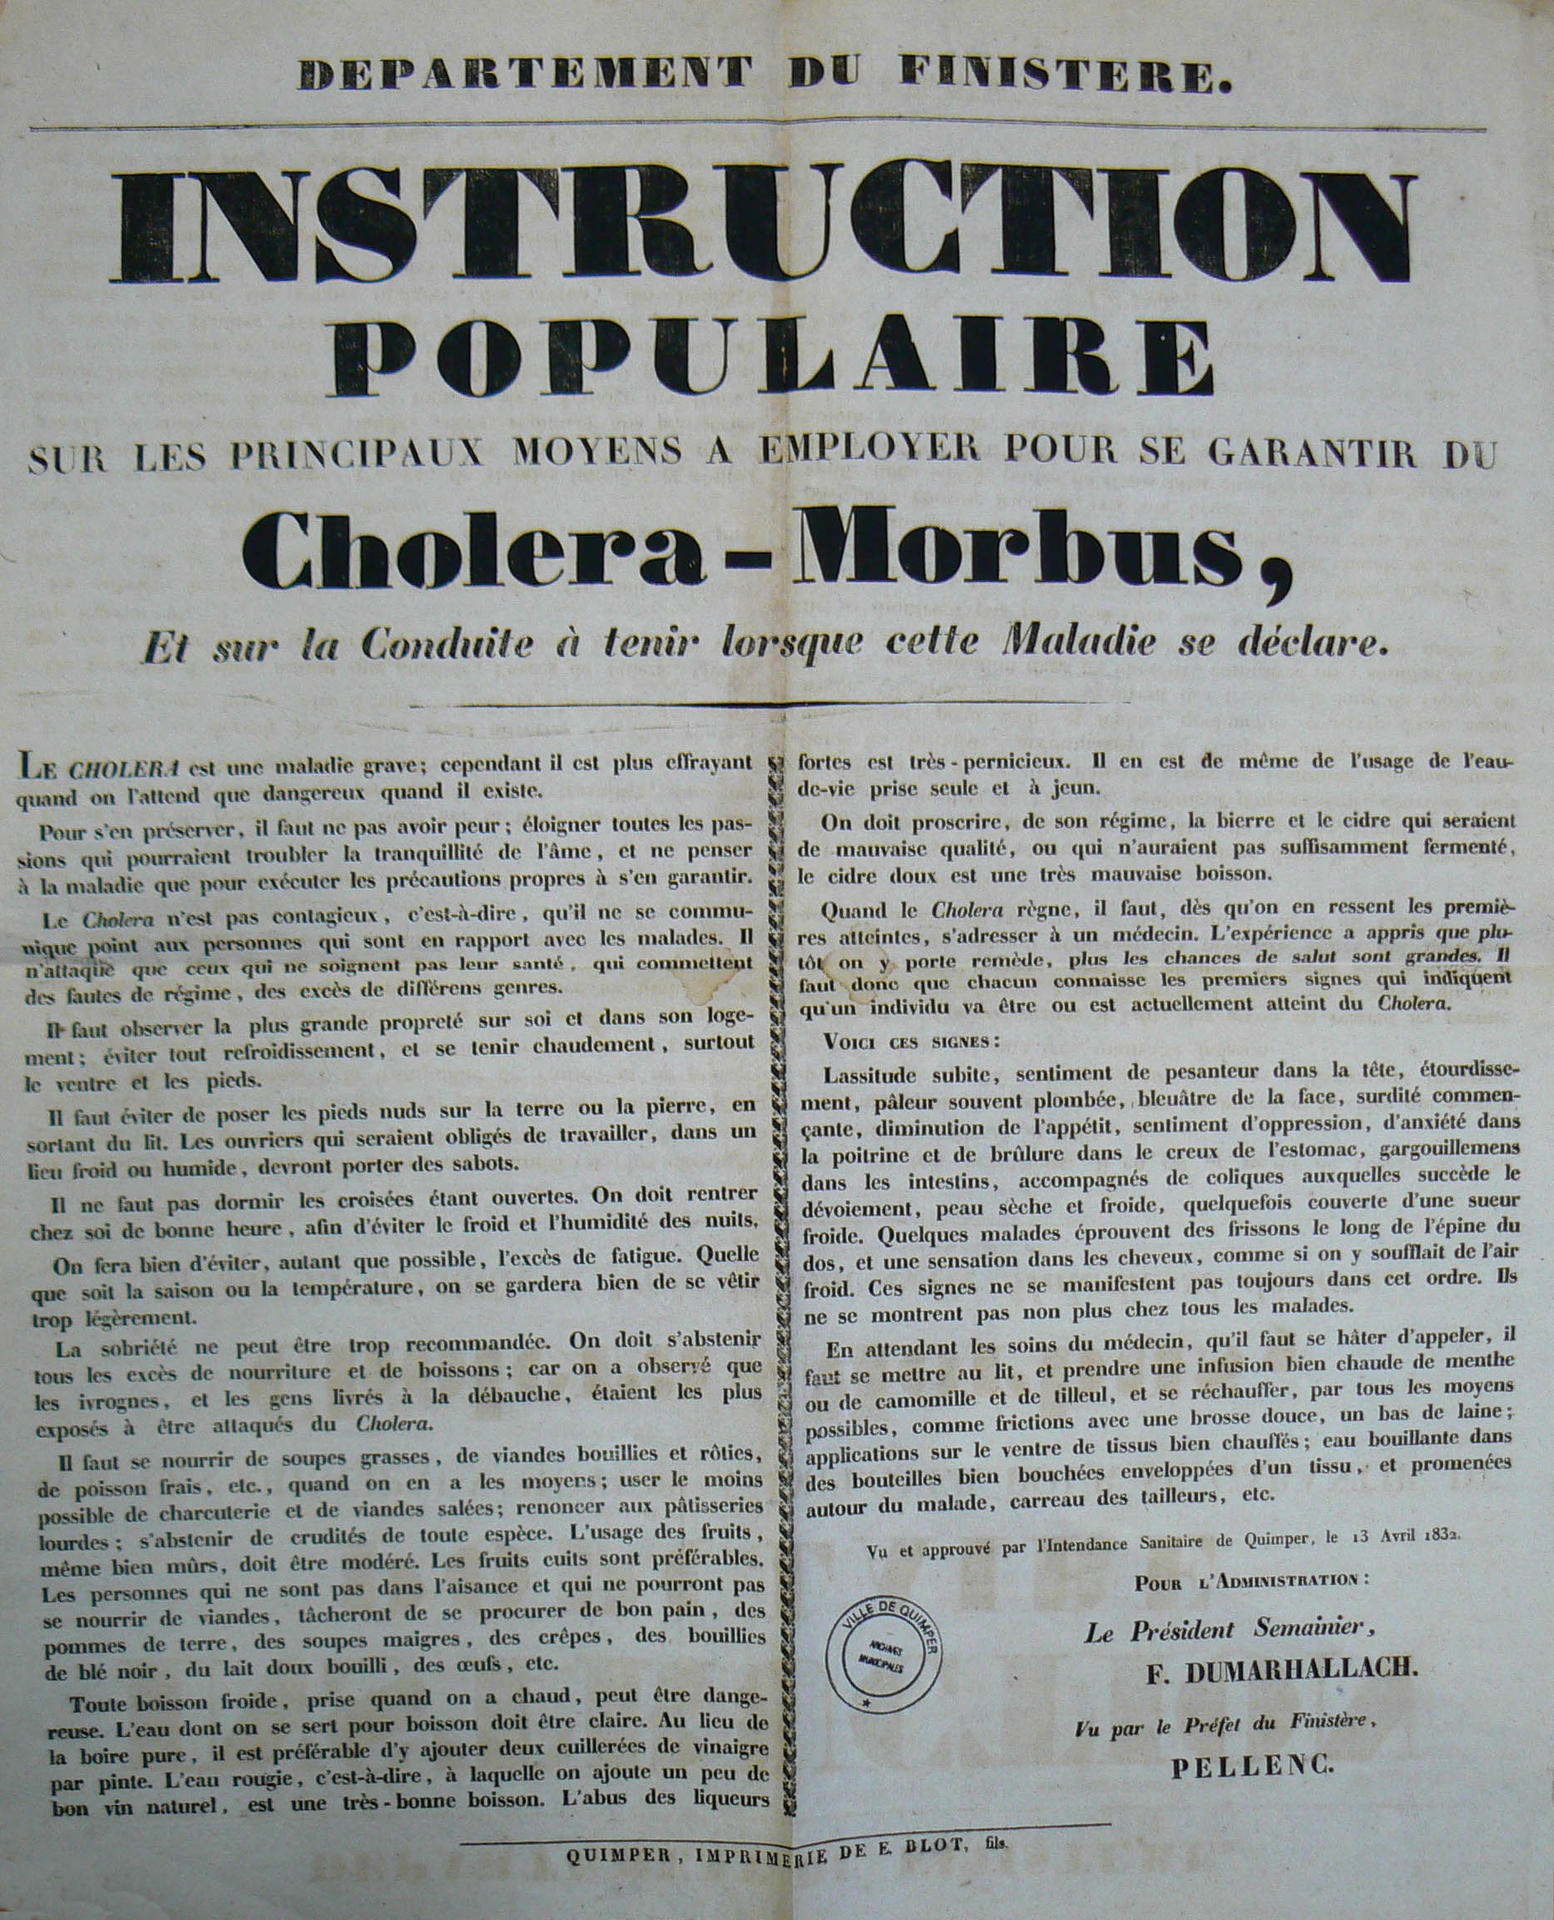 DEPARTEMENT DU FINISTERE.
INSTRUCTION
POPULAIRE
SUR LES PRINCIPAUX MOYENS A EMPLOYER POUR SE GARANTIR DU
Cholera-Morbus,
Et sur la Conduite à tenir lorsque cette Maladie se déclare.
LE CHOLERA est une maladie grave; cependant il est plus effrayant
quand on l'attend que dangereux quand il existe.
Pour s'en préserver, il faut ne pas avoir peur; éloigner toutes les pas-
sions qui pourraient troubler la tranquillité de l'âme, et ne penser
à la maladie que pour exécuter les précautions propres à s'en garantir.
Le Cholera n'est pas contagieux, c'est-à-dire, qu'il ne se commu-
nique point aux personnes qui sont en rapport avec les malades. Il
n'attaque que ceux qui ne soignent pas leur santé, qui commettent
des fautes de régime, des excès de différens genres.
Il faut observer la plus grande propreté sur soi et dans son loge-
ment; éviter tout refroidissement, et se tenir chaudement, surtout
le ventre et les pieds.
Il faut éviter de poser les pieds nuds sur la terre ou la pierre, en
sortant du lit. Les ouvriers qui seraient obligés de travailler, dans un
lieu froid ou humide, devront porter des sabots.
Il ne faut pas dormir les croisées étant ouvertes. On doit rentrer
chez soi de bonne heure, afin d'éviter le froid et l'humidité des nuits.
On fera bien d'éviter, autant que possible, l'excès de fatigue. Quelle
que soit la saison ou la température, on se gardera bien de se vêtir
trop légèrement.
La sobriété ne peut être trop recommandée. On doit s'abstenir
tous les excès de nourriture et de boissons; car on a observé que
les ivrognes, et les gens livrés à la débauche, étaient les plus
exposés à être attaqués du Cholera.
Il faut se nourrir de soupes grasses, de viandes bouillies et rôties,
de poisson frais, etc., quand on en a les moyens; user le moins
possible de charcuterie et de viandes salées; renoncer aux pâtisseries
lourdes; s'abstenir de crudités de toute espèce. L'usage des fruits,
même bien mûrs, doit être modéré. Les fruits cuits sont préférables.
Les personnes qui ne sont pas dans l'aisance et qui ne pourront pas
se nourrir de viandes, tâcheront de se procurer de bon pain, des
pommes de terre, des soupes maigres, des crêpes, des bouillies
de blé noir, du lait doux bouilli, des œufs, etc.
Toute boisson froide, prise quand on a chaud, peut être dange-
reuse. L'eau dont on se sert pour boisson doit être claire. Au lieu de
la boire pure, il est préférable d'y ajouter deux cuillerées de vinaigre
par pinte. L'eau rougie, c'est-à-dire, à laquelle on ajoute un peu de
bon vin naturel, est une très-bonne boisson. L'abus des liqueurs
fortes est très-pernicieux. Il en est de même de l'usage de l'eau-
de-vie prise seule et à jeun.
On doit proscrire, de son régime, la bierre et le cidre qui seraient
de mauvaise qualité, ou qui n'auraient pas suffisamment fermenté,
le cidre doux est une très mauvaise boisson.
Quand le Cholera règne, il faut, dès qu'on en ressent les premiè-
res atteintes, s'adresser à un médecin. L'expérience a appris que plu-
tôt on y porte remède, plus les chances de salut sont grandes. Il
faut donc que chacun connaisse les premiers signes qui indiquent
qu'un individu va être ou est actuellement atteint du Cholera.
VOICI CES SIGNES:
Lassitude subite, sentiment de pesanteur dans la tête, étourdisse-
ment, pâleur souvent plombée, bleuâtre de la face, surdité commen-
çante, diminution de l'appétit, sentiment d'oppression, d'anxiété dans
la poitrine et de brûlure dans le creux de l'estomac, gargouillemens
dans les intestins, accompagnés de coliques auxquelles succède le
dévoiement, peau sèche et froide, quelquefois couverte d'une sueur
froide. Quelques malades éprouvent des frissons le long de l'épine du
dos, et une sensation dans les cheveux, comme si on y soufflait de l'air
froid. Ces signes ne se manifestent pas toujours dans cet ordre. Ils
ne se montrent pas non plus chez tous les malades.
En attendant les soins du médecin, qu'il faut se hâter d'appeler, il
faut se mettre au lit, et prendre une infusion bien chaude de menthe
ou de camomille et de tilleul, et se réchauffer, par tous les moyens
possibles, comme frictions avec une brosse douce, un bas de laine;
applications sur le ventre de tissus bien chauffés; eau bouillante dans
des bouteilles bien bouchées enveloppées d'un tissu, et promenées
autour du malade, carreau des tailleurs, etc.
Vu et approuvé par l'Intendance Sanitaire de Quimper, le 13 Avril 1832.
POUR L'ADMINISTRATION:
Le Président Semainier,
F. DUMARHALLACH.
Vu par le Préfet du Finistère,
PELLENC.
VILLE DE QUIMPER
ARCHIVES
MUNICIPALES
QUIMPER, IMPRIMERIE DE E. BLOT, fils.